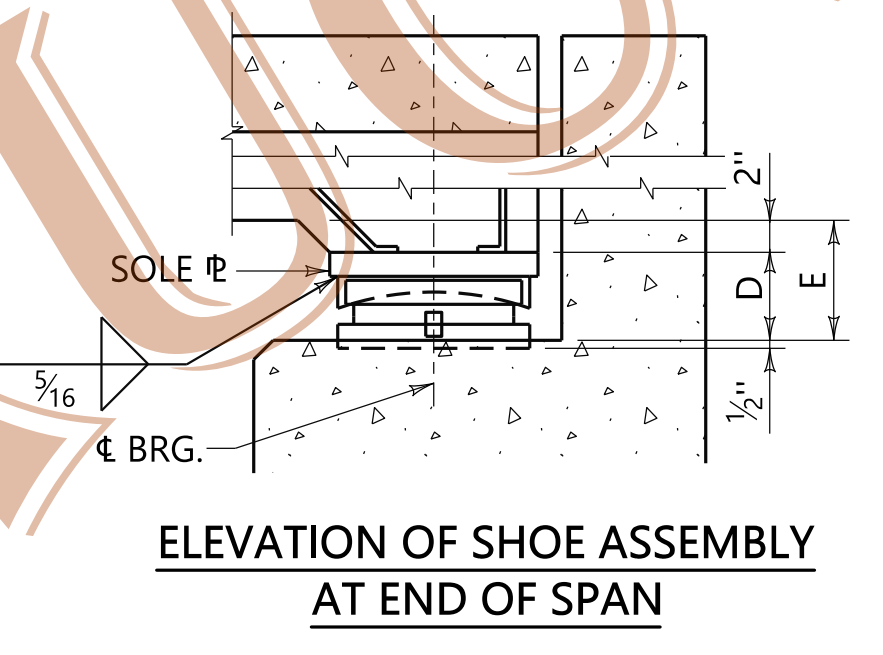 2"
SOLE ⅊
D
E
5/16
1/2"
℄ BRG.
ELEVATION OF SHOE ASSEMBLY
AT END OF SPAN